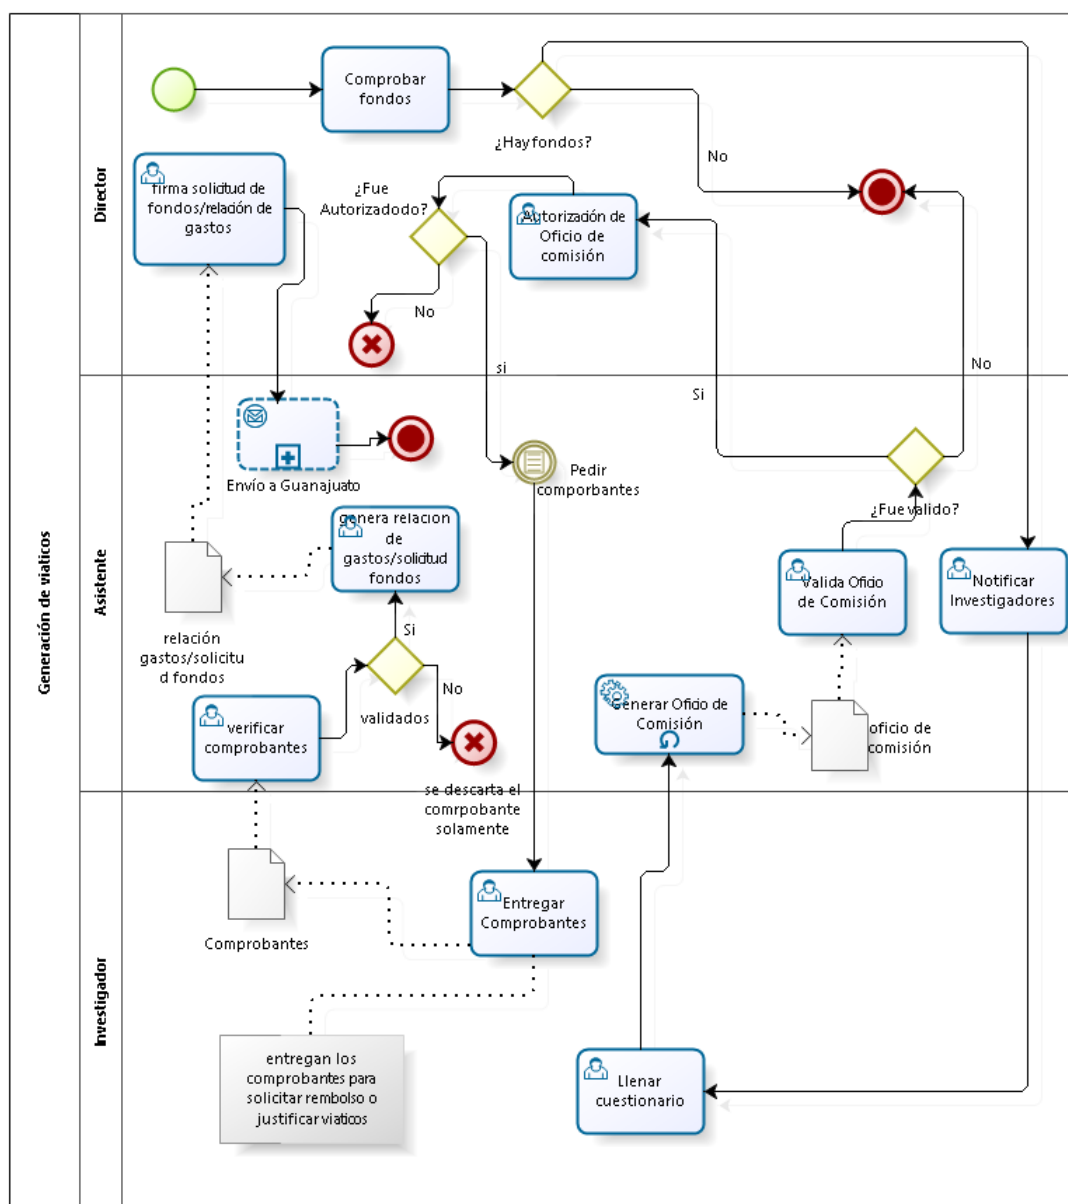 Generación de viaticos
Director
Comprobar
fondos
¿Hay fondos?
No
firma solicitud de
fondos/relación de
gastos
¿Fue
Autorizadodo?
Autorización de
Oficio de
comisión
No
si
Si
No
Asistente
Envío a Guanajuato
Pedir
comporbantes
¿Fue valido?
genera relación
de
gastos/solicitud
fondos
Valida Oficio
de Comisión
Notificar
Investigadores
relación
gastos/solicitu
d fondos
Si
No
validados
verificar
comprobantes
Generar Oficio de
Comisión
oficio de
comisión
se descarta el
comrpobante
solamente
Investigador
Comprobantes
Entregar
Comprobantes
entregan los
comprobantes para
solicitar rembolso o
justificar viaticos
Llenar
cuestionario